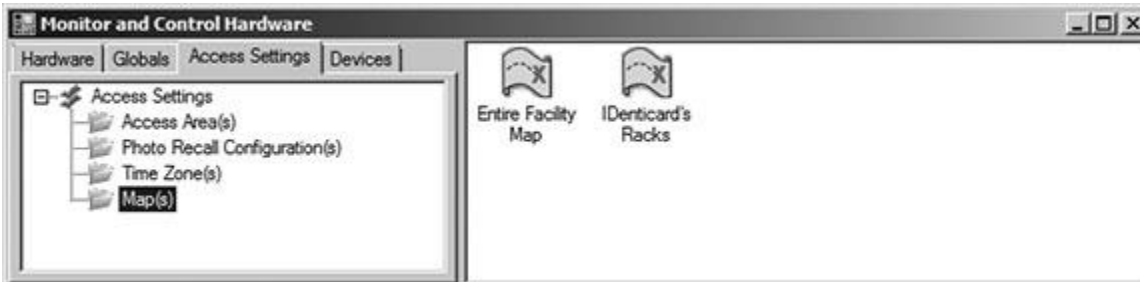 Monitor and Control Hardware
Hardware Globals Access Settings Devices
Access Settings
Access Area(s)
Photo Recall Configuration(s)
Time Zone(s)
Map(s)
Entire Facility
Map
IDenticard's
Racks